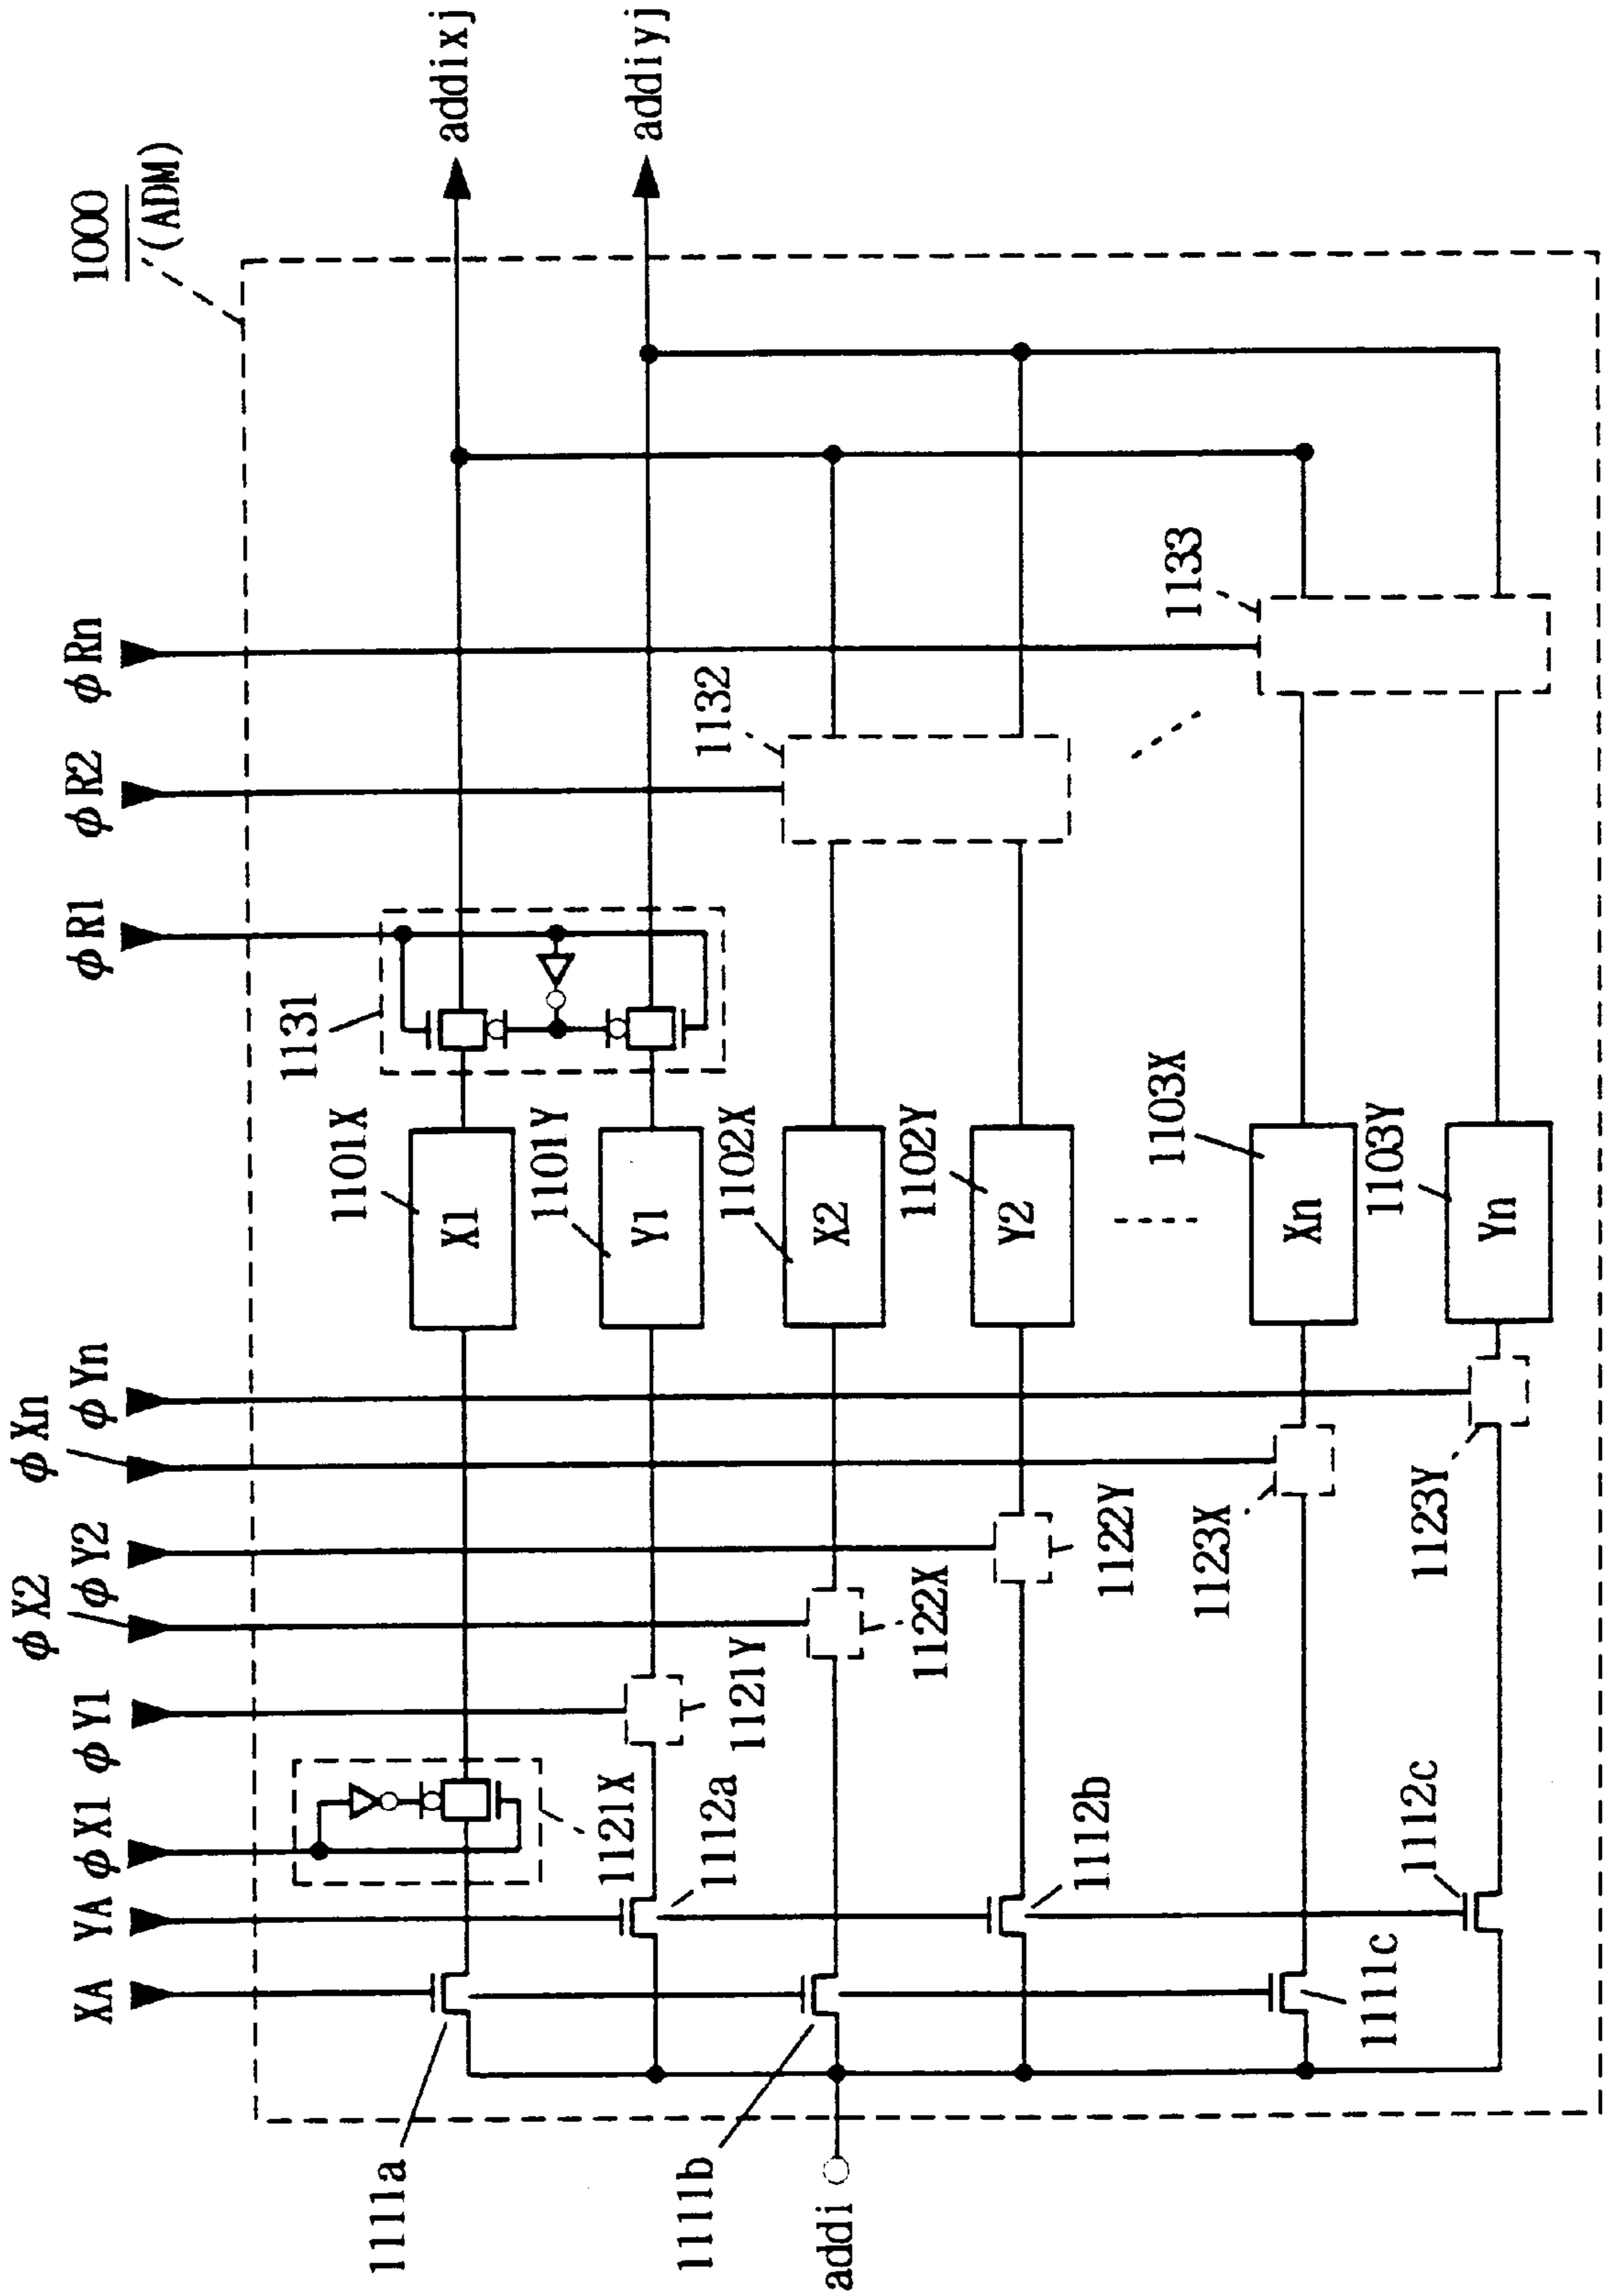 1000
(ADM)
XA
YA
φX1
φY1
φX2
φY2
φXn
φYn
φR1
φR2
φRn
addixj
addiyj
1111a
1121X
1101X
X1
1131
1112a
1121Y
1101Y
Y1
1111b
1122X
1102X
X2
1132
addi
1112b
1122Y
1102Y
Y2
1111c
1123X
1103X
Xn
1133
1112c
1123Y
1103Y
Yn